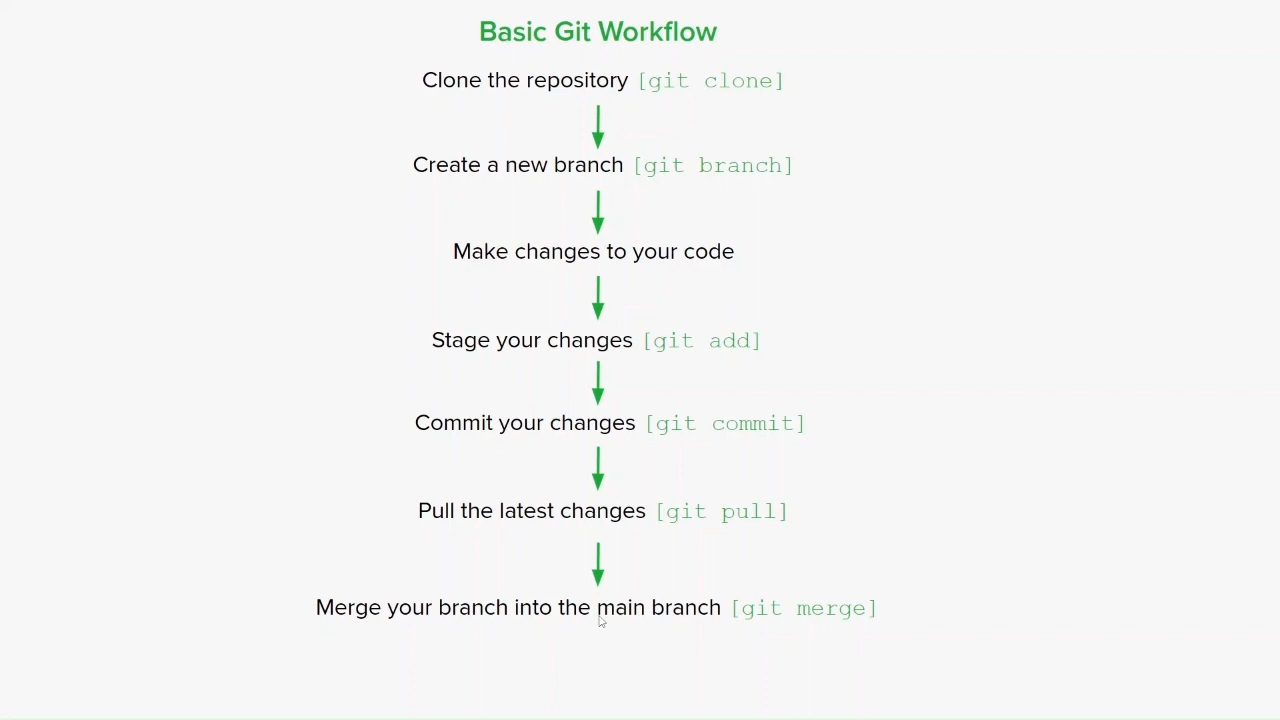 Basic Git Workflow
Clone the repository [git clone]
Create a new branch [git branch]
Make changes to your code
Stage your changes [git add]
Commit your changes [git commit]
Pull the latest changes [git pull]
Merge your branch into the main branch [git merge]